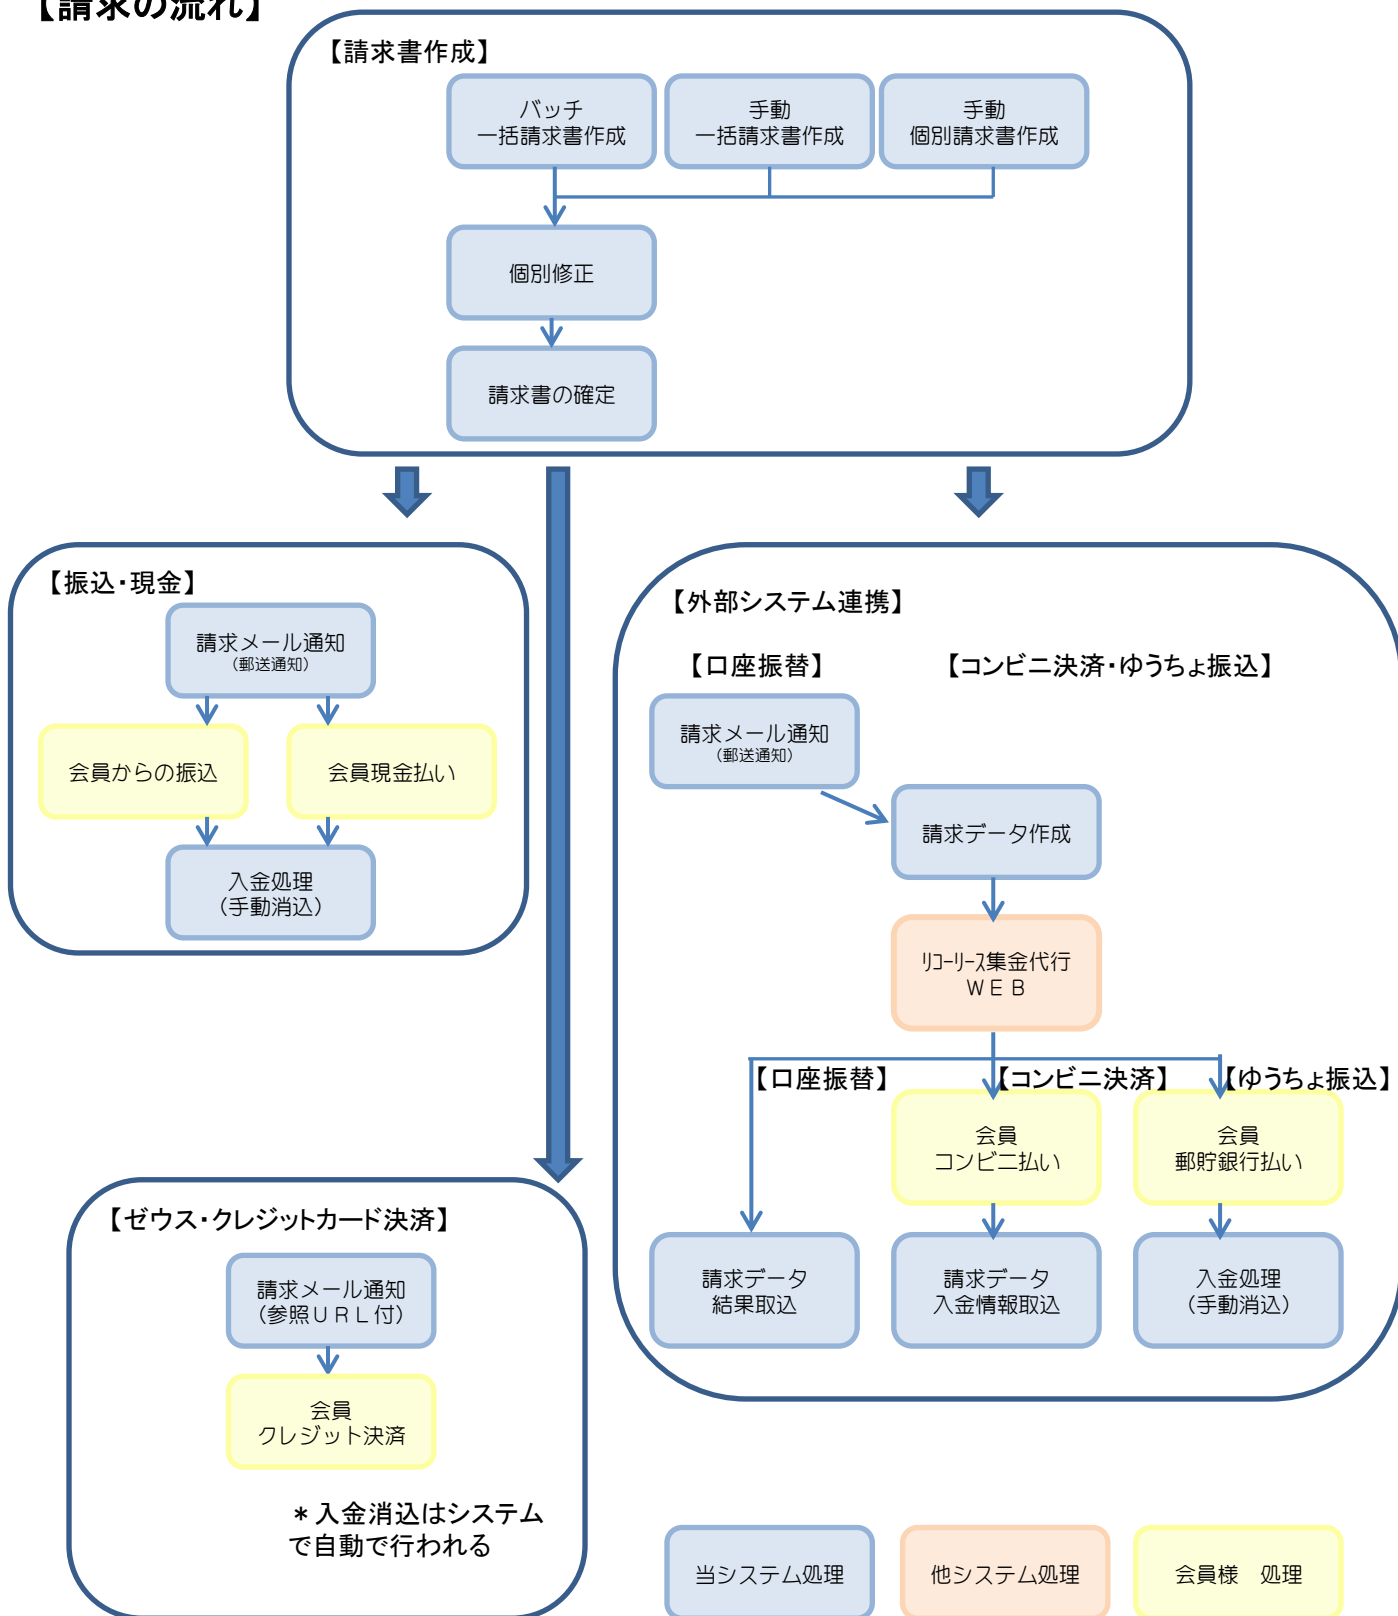 【請求の流れ】
【請求書作成】
バッチ
一括請求書作成
手動
一括請求書作成
手動
個別請求書作成
個別修正
請求書の確定
【振込・現金】
請求メール通知
（郵送通知）
会員からの振込
会員現金払い
入金処理
（手動消込）
【外部システム連携】
【口座振替】
【コンビニ決済・ゆうちょ振込】
請求メール通知
（郵送通知）
請求データ作成
ﾘｺｰﾘｰｽ集金代行
ＷＥＢ
【口座振替】
【コンビニ決済】
【ゆうちょ振込】
会員
コンビニ払い
会員
郵貯銀行払い
請求データ
結果取込
請求データ
入金情報取込
入金処理
（手動消込）
【ゼウス・クレジットカード決済】
請求メール通知
（参照ＵＲＬ付）
会員
クレジット決済
＊入金消込はシステム
で自動で行われる
当システム処理
他システム処理
会員様　処理